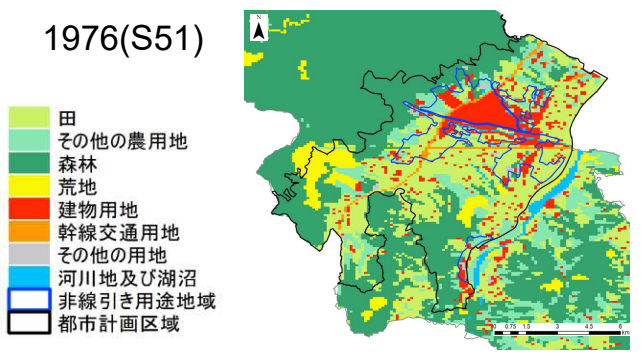 1976(S51)
N
田
その他の農用地
森林
荒地
建物用地
幹線交通用地
その他の用地
河川地及び湖沼
非線引き用途地域
都市計画区域
0 0.75 1.5 3 4.5 6
km